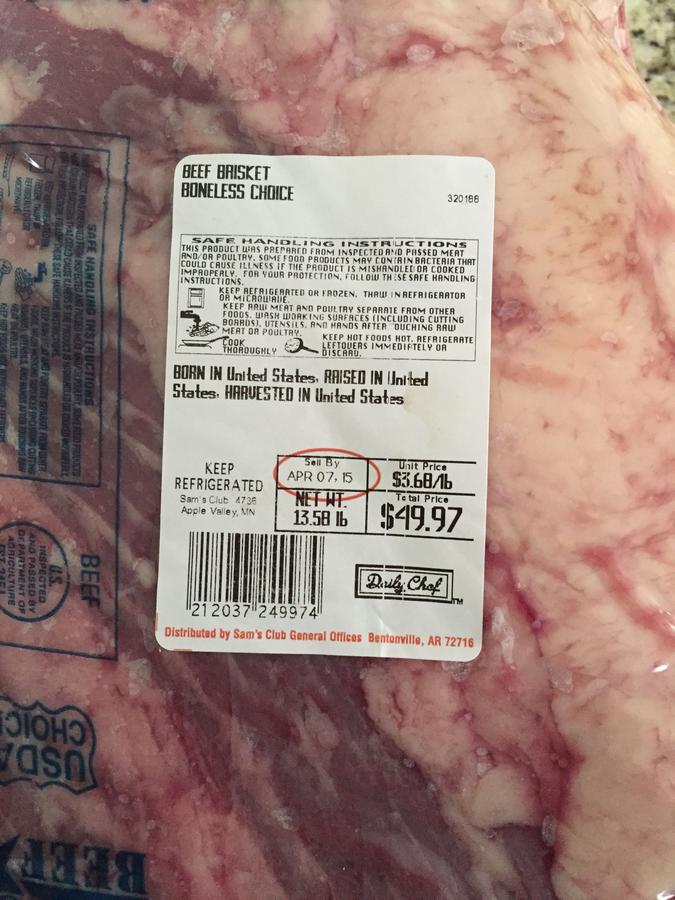 BEEF BRISKET
BONELESS CHOICE
320188
SAFE HANDLING INSTRUCTIONS
THIS PRODUCT WAS PREPARED FROM INSPECTED AND PASSED MEAT
AND/OR POULTRY. SOME FOOD PRODUCTS MAY CONTAIN BACTERIA THAT
COULD CAUSE ILLNESS IF THE PRODUCT IS MISHANDLED OR COOKED
IMPROPERLY. FOR YOUR PROTECTION, FOLLOW THESE SAFE HANDLING
INSTRUCTIONS.
KEEP REFRIGERATED OR FROZEN. THAW IN REFRIGERATOR
OR MICROWAVE.
KEEP RAW MEAT AND POULTRY SEPARATE FROM OTHER
FOODS. WASH WORKING SURFACES (INCLUDING CUTTING
BOARDS), UTENSILS, AND HANDS AFTER TOUCHING RAW
MEAT OR POULTRY.
COOK
THOROUGHLY
KEEP HOT FOODS HOT. REFRIGERATE
LEFTOVERS IMMEDIATELY OR
DISCARD.
BORN IN United States, RAISED IN United
States, HARVESTED IN United States
KEEP
REFRIGERATED
Sam's Club 4738
Apple Valley, MN
Sell By
APR 07, 15
NET WT.
13.58 lb
Unit Price
$3.68/lb
Total Price
$49.97
212037 249974
Daily Chef TM
Distributed by Sam's Club General Offices Bentonville, AR 72716
SAFE HANDLING INSTRUCTIONS
BEEF
U.S.
INSPECTED
AND PASSED BY
DEPARTMENT OF
AGRICULTURE
USDA
CHOICE
BEEF